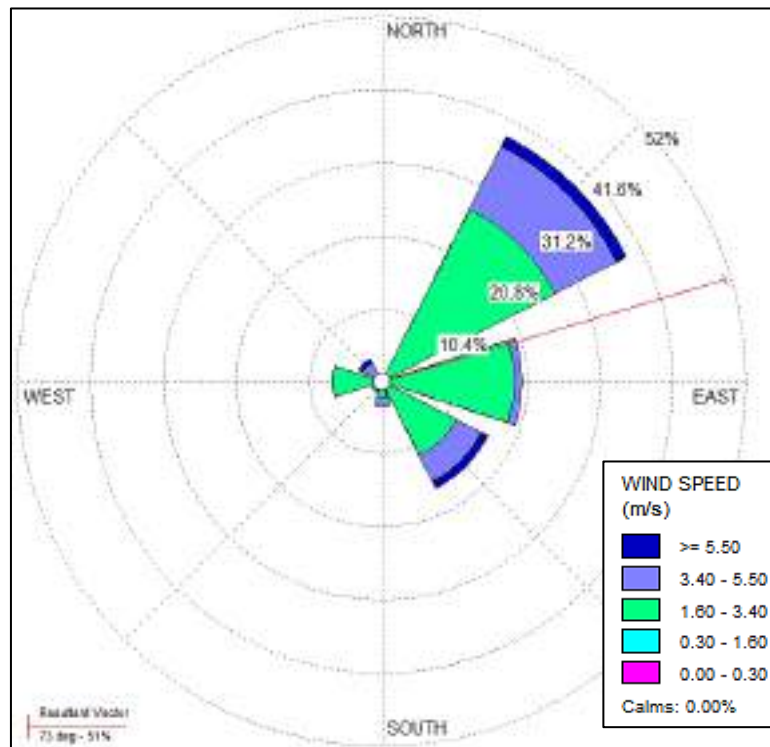 NORTH
52%
41.6%
31.2%
20.8%
10.4%
WEST
EAST
WIND SPEED
(m/s)
>= 5.50
3.40 - 5.50
1.60 - 3.40
0.30 - 1.60
0.00 - 0.30
Calms: 0.00%
Resultant Vector
73 deg - 51%
SOUTH